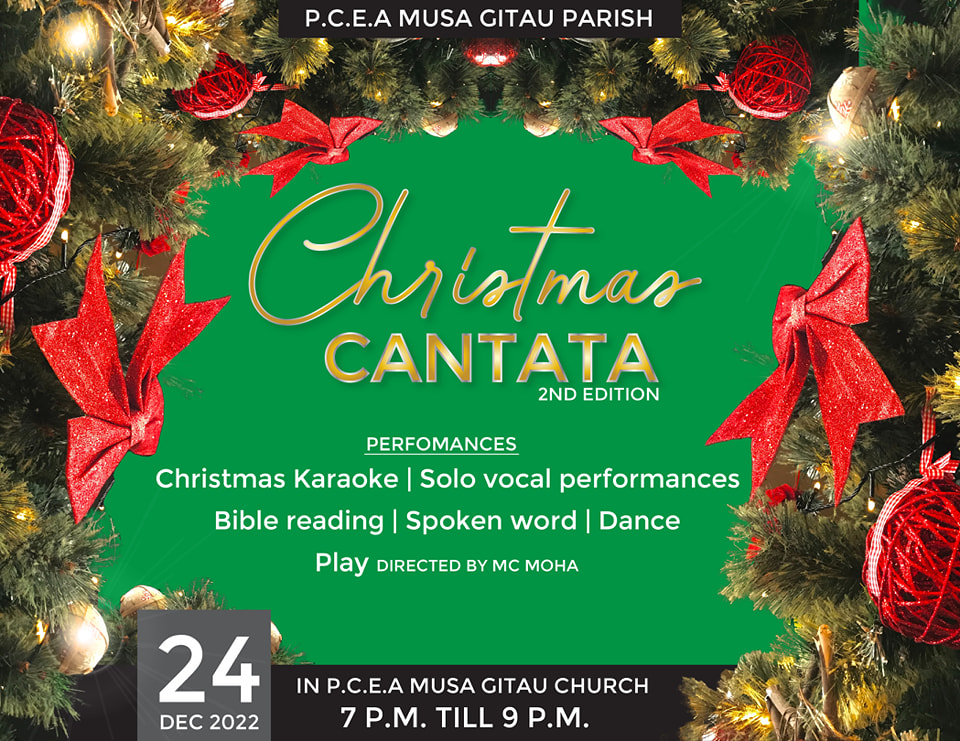 P.C.E.A MUSA GITAU PARISH
Christmas
CANTATA
2ND EDITION
PERFOMANCES
Christmas Karaoke | Solo vocal performances
Bible reading | Spoken word | Dance
Play DIRECTED BY MC MOHA
24
DEC 2022
IN P.C.E.A MUSA GITAU CHURCH
7 P.M. TILL 9 P.M.